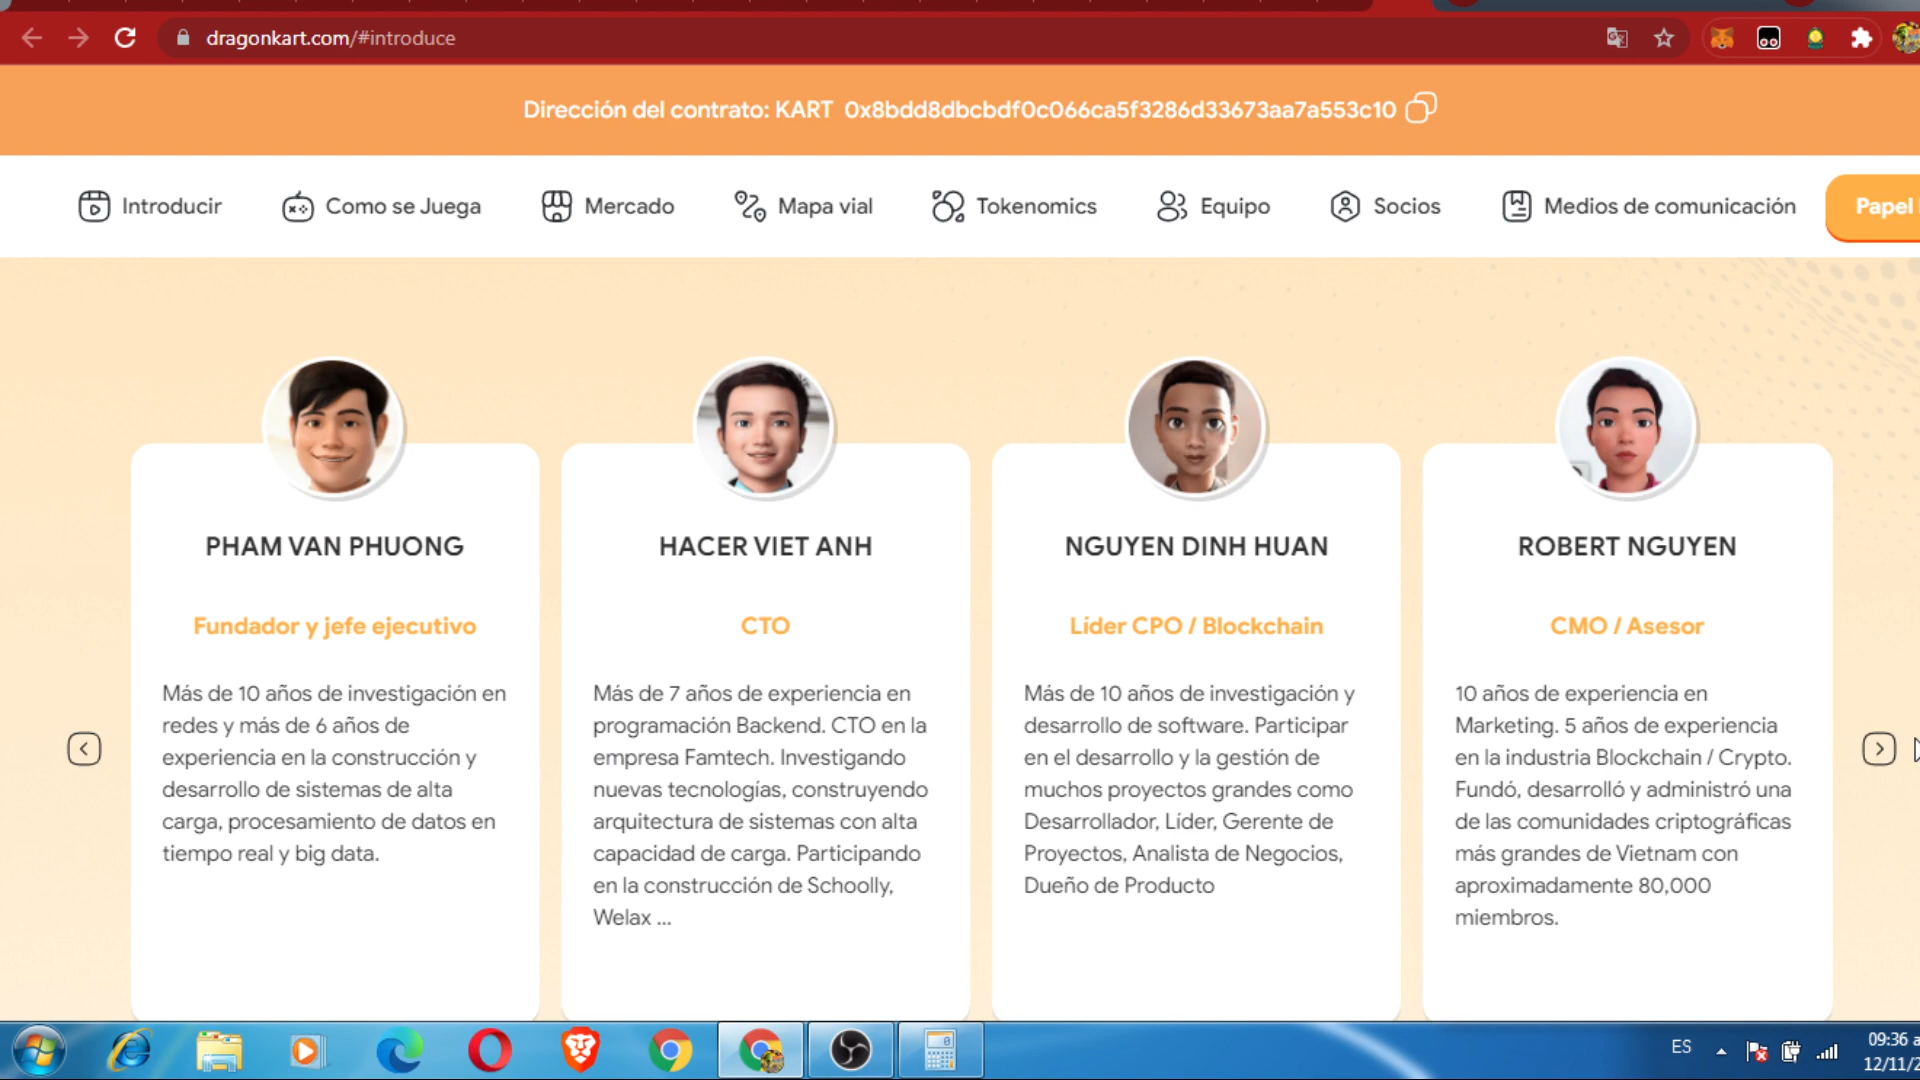 dragonkart.com/#introduce
Dirección del contrato: KART 0x8bdd8dbcbdf0c066ca5f3286d33673aa7a553c10
Introducir
Como se Juega
Mercado
Mapa vial
Tokenomics
Equipo
Socios
Medios de comunicación
Papel
PHAM VAN PHUONG
Fundador y jefe ejecutivo
Más de 10 años de investigación en
redes y más de 6 años de
experiencia en la construcción y
desarrollo de sistemas de alta
carga, procesamiento de datos en
tiempo real y big data.
HACER VIET ANH
CTO
Más de 7 años de experiencia en
programación Backend. CTO en la
empresa Famtech. Investigando
nuevas tecnologías, construyendo
arquitectura de sistemas con alta
capacidad de carga. Participando
en la construcción de Schoolly,
Welax ...
NGUYEN DINH HUAN
Líder CPO / Blockchain
Más de 10 años de investigación y
desarrollo de software. Participar
en el desarrollo y la gestión de
muchos proyectos grandes como
Desarrollador, Líder, Gerente de
Proyectos, Analista de Negocios,
Dueño de Producto
ROBERT NGUYEN
CMO / Asesor
10 años de experiencia en
Marketing. 5 años de experiencia
en la industria Blockchain / Crypto.
Fundó, desarrolló y administró una
de las comunidades criptográficas
más grandes de Vietnam con
aproximadamente 80,000
miembros.
ES
09:36 a
12/11/2